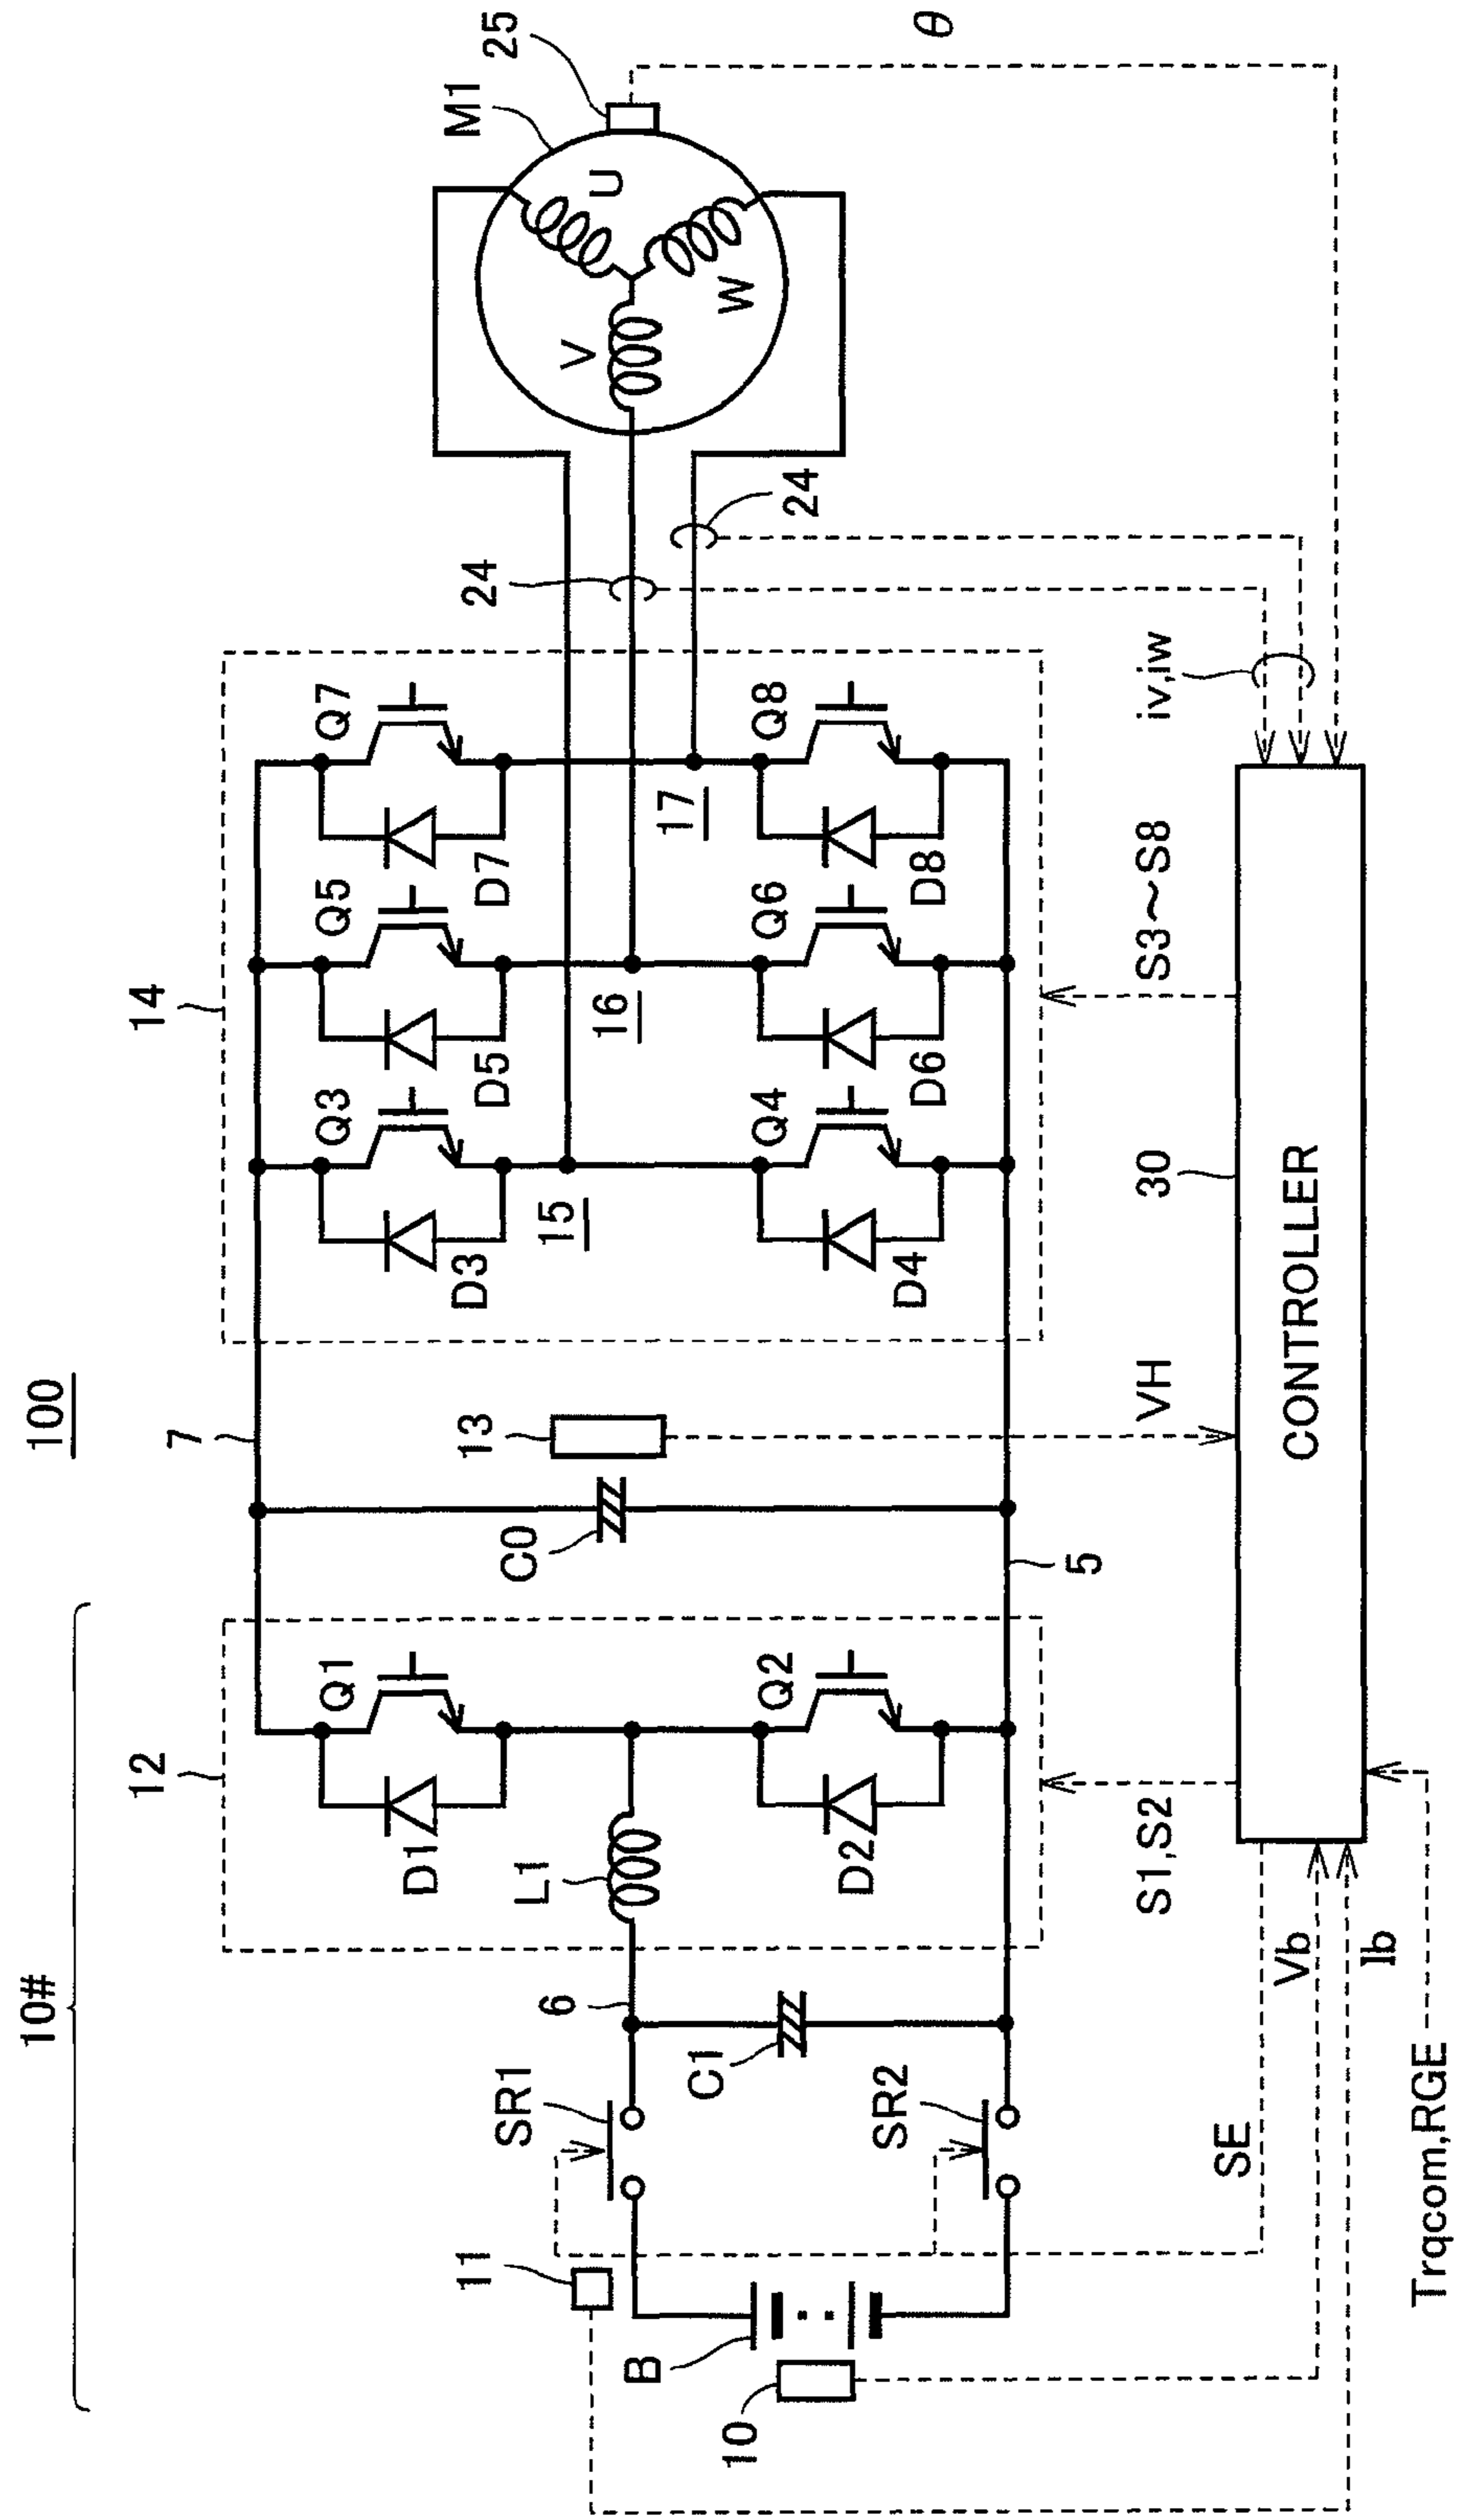 100
10#
12
7
14
Q1
D1
L1
Q2
D2
6
SR1
C1
SR2
11
B
10
C0
13
5
Q3
D3
Q5
D5
Q7
D7
15
16
17
Q4
D4
Q6
D6
Q8
D8
24
24
M1
U
V
W
25
θ
SE
Vb
Ib
S1,S2
VH
30
S3~S8
iv,iw
CONTROLLER
Trqcom,RGE